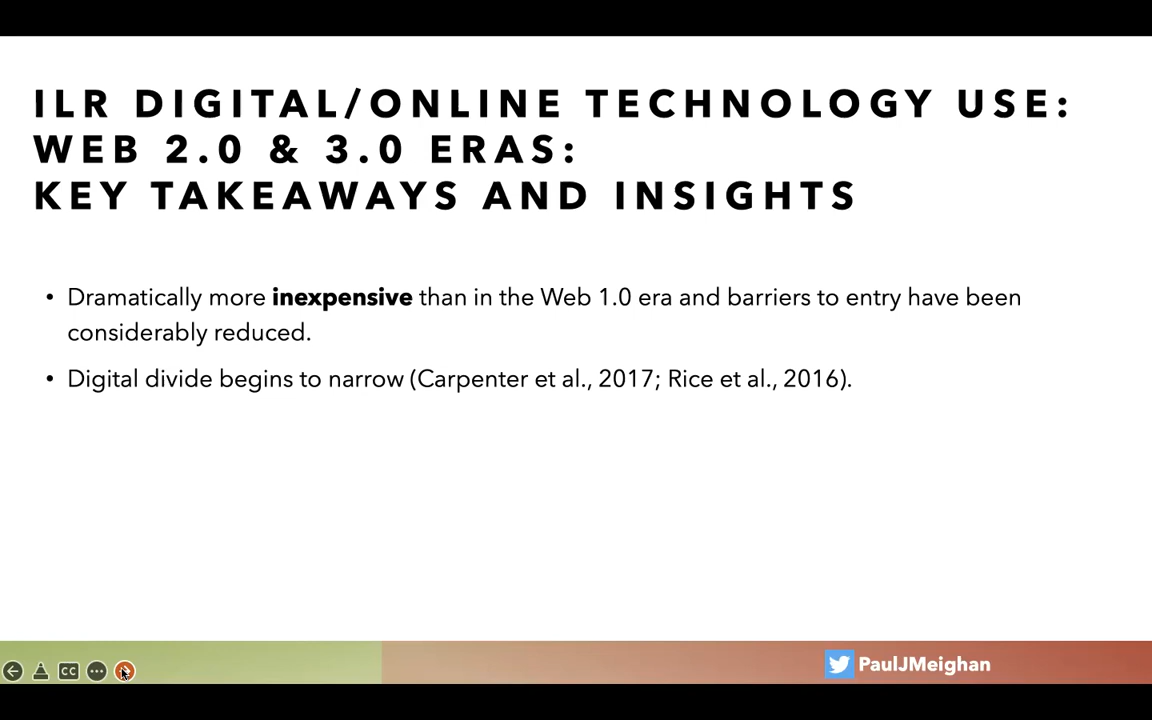 ILR DIGITAL/ONLINE TECHNOLOGY USE:
WEB 2.0 & 3.0 ERAS:
KEY TAKEAWAYS AND INSIGHTS
• Dramatically more inexpensive than in the Web 1.0 era and barriers to entry have been
considerably reduced.
• Digital divide begins to narrow (Carpenter et al., 2017; Rice et al., 2016).
CC
PaulJMeighan